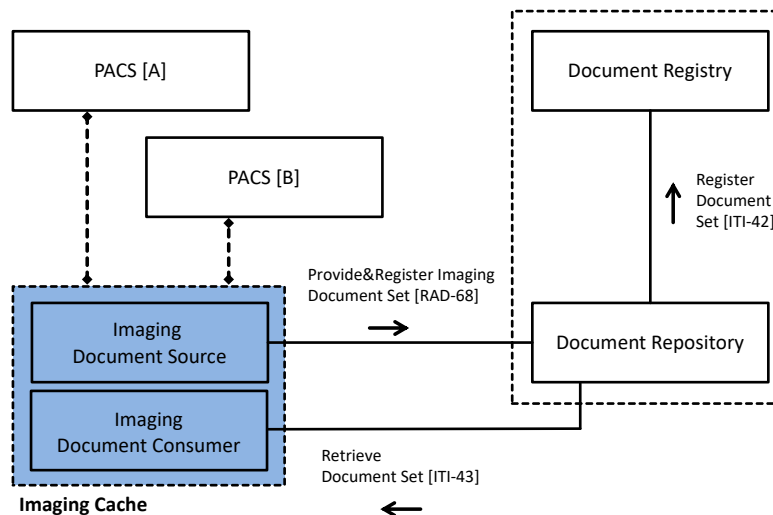 PACS [A]
Document Registry
PACS [B]
Register
Document
Set [ITI-42]
Provide&Register Imaging
Document Set [RAD-68]
Imaging
Document Source
Document Repository
Imaging
Document Consumer
Retrieve
Document Set [ITI-43]
Imaging Cache